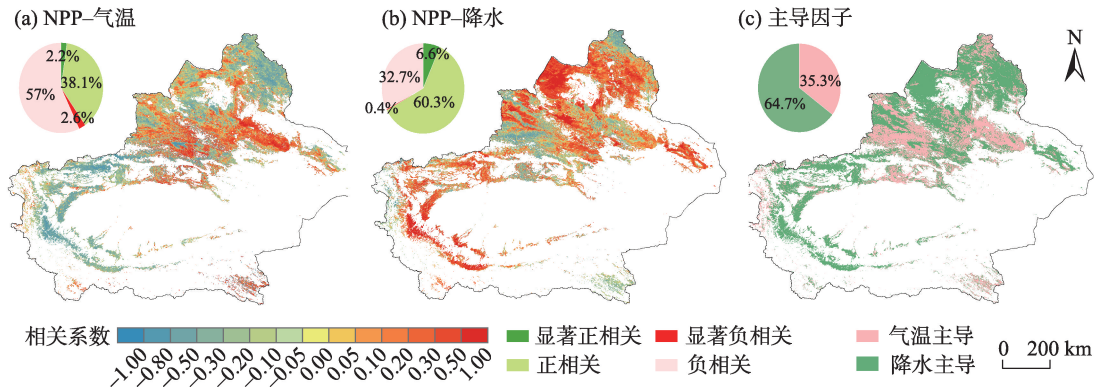 (a) NPP–气温
(b) NPP–降水
(c) 主导因子
N
2.2%
38.1%
57%
2.6%
6.6%
32.7%
0.4%
60.3%
35.3%
64.7%
相关系数
−1.00 −0.80 −0.50 −0.30 −0.20 −0.10 −0.05 0.00 0.05 0.10 0.20 0.30 0.50 1.00
显著正相关
显著负相关
正相关
负相关
气温主导
降水主导
0 200 km